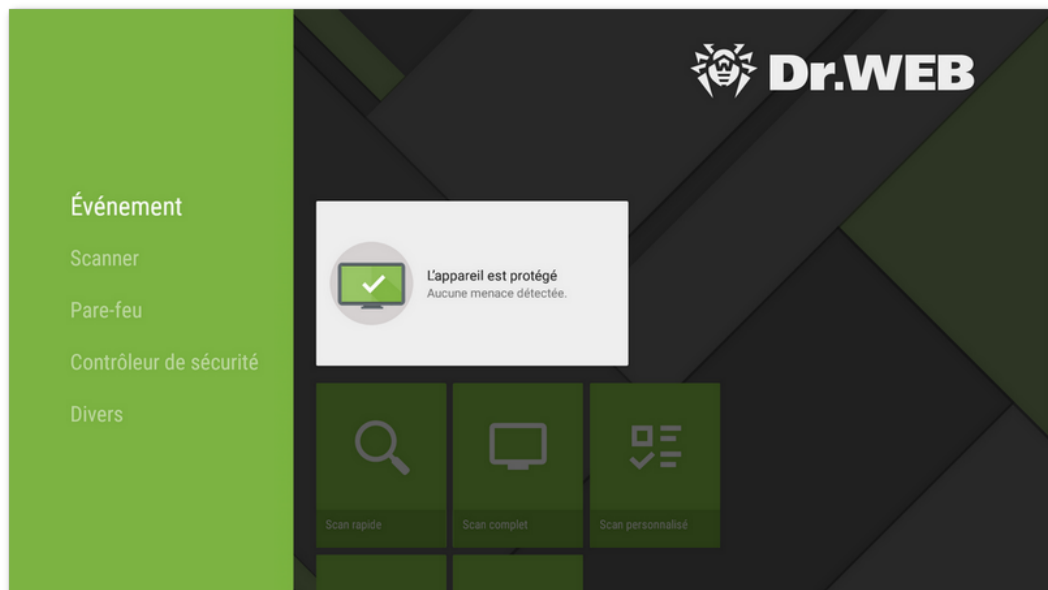 Dr.WEB
Événement
Scanner
Pare-feu
Contrôleur de sécurité
Divers
L'appareil est protégé
Aucune menace détectée.
Scan rapide
Scan complet
Scan personnalisé